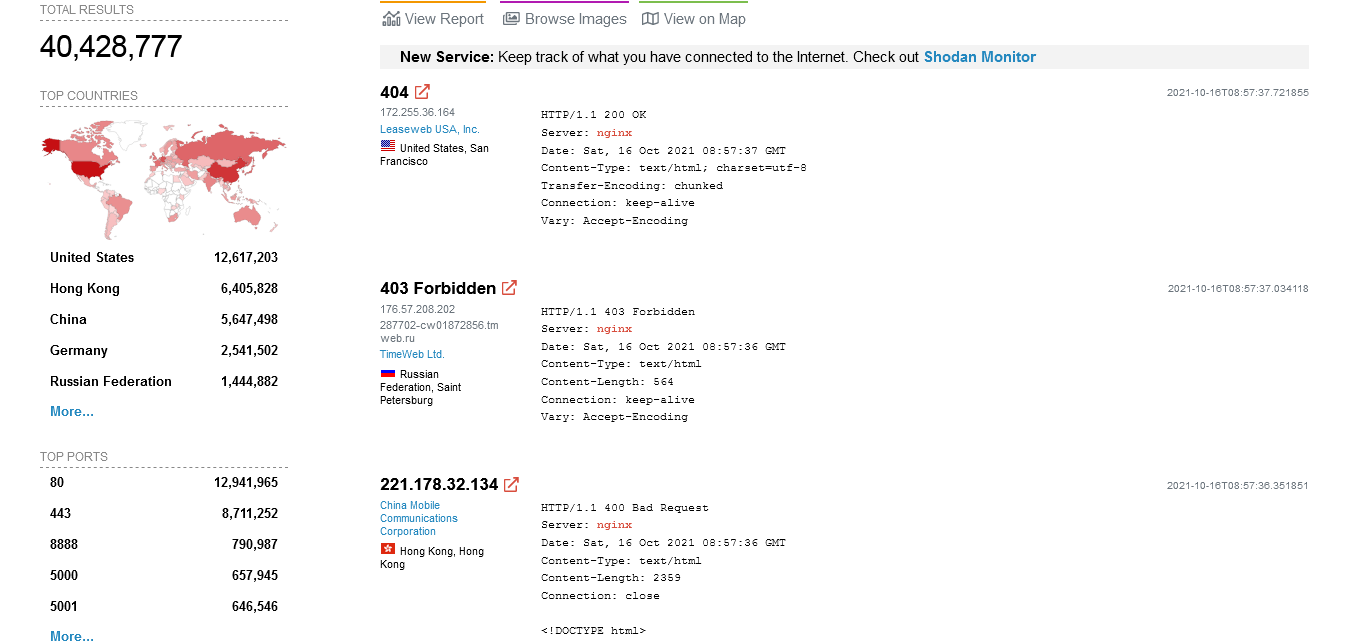 TOTAL RESULTS
40,428,777
TOP COUNTRIES
United States 12,617,203
Hong Kong 6,405,828
China 5,647,498
Germany 2,541,502
Russian Federation 1,444,882
More...
TOP PORTS
80 12,941,965
443 8,711,252
8888 790,987
5000 657,945
5001 646,546
More...
View Report Browse Images View on Map
New Service: Keep track of what you have connected to the Internet. Check out Shodan Monitor
404
2021-10-16T08:57:37.721855
172.255.36.164
Leaseweb USA, Inc.
United States, San
Francisco
HTTP/1.1 200 OK
Server: nginx
Date: Sat, 16 Oct 2021 08:57:37 GMT
Content-Type: text/html; charset=utf-8
Transfer-Encoding: chunked
Connection: keep-alive
Vary: Accept-Encoding
403 Forbidden
2021-10-16T08:57:37.034118
176.57.208.202
287702-cw01872856.tm
web.ru
TimeWeb Ltd.
Russian
Federation, Saint
Petersburg
HTTP/1.1 403 Forbidden
Server: nginx
Date: Sat, 16 Oct 2021 08:57:36 GMT
Content-Type: text/html
Content-Length: 564
Connection: keep-alive
Vary: Accept-Encoding
221.178.32.134
2021-10-16T08:57:36.351851
China Mobile
Communications
Corporation
Hong Kong, Hong
Kong
HTTP/1.1 400 Bad Request
Server: nginx
Date: Sat, 16 Oct 2021 08:57:36 GMT
Content-Type: text/html
Content-Length: 2359
Connection: close
<!DOCTYPE html>